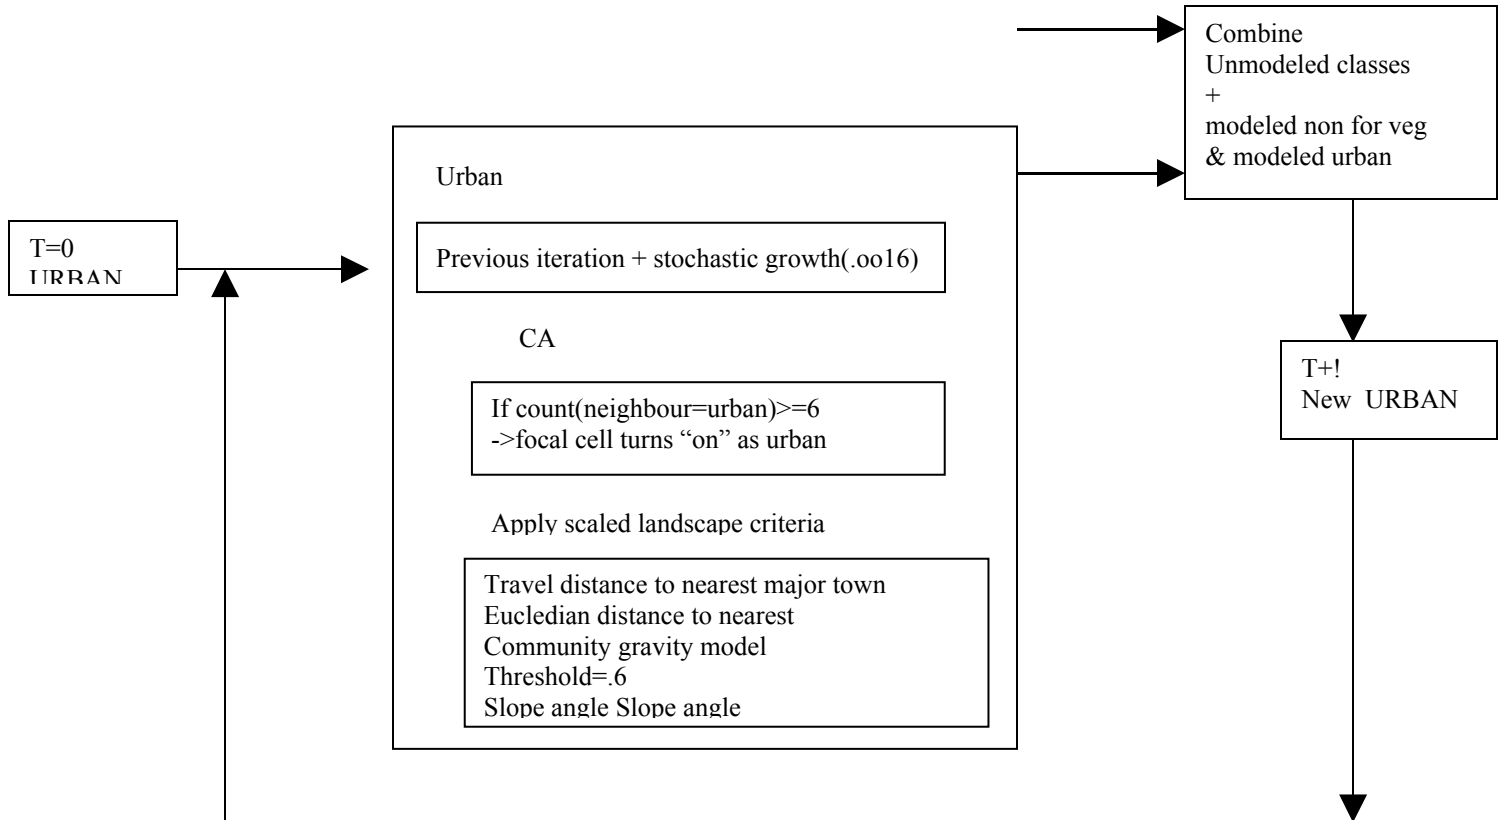 Combine
Unmodeled classes
+
modeled non for veg
& modeled urban
Urban
T=0
URBAN
Previous iteration + stochastic growth(.oo16)
CA
If count(neighbour=urban)>=6
->focal cell turns “on” as urban
T+!
New URBAN
Apply scaled landscape criteria
Travel distance to nearest major town
Eucledian distance to nearest
Community gravity model
Threshold=.6
Slope angle Slope angle